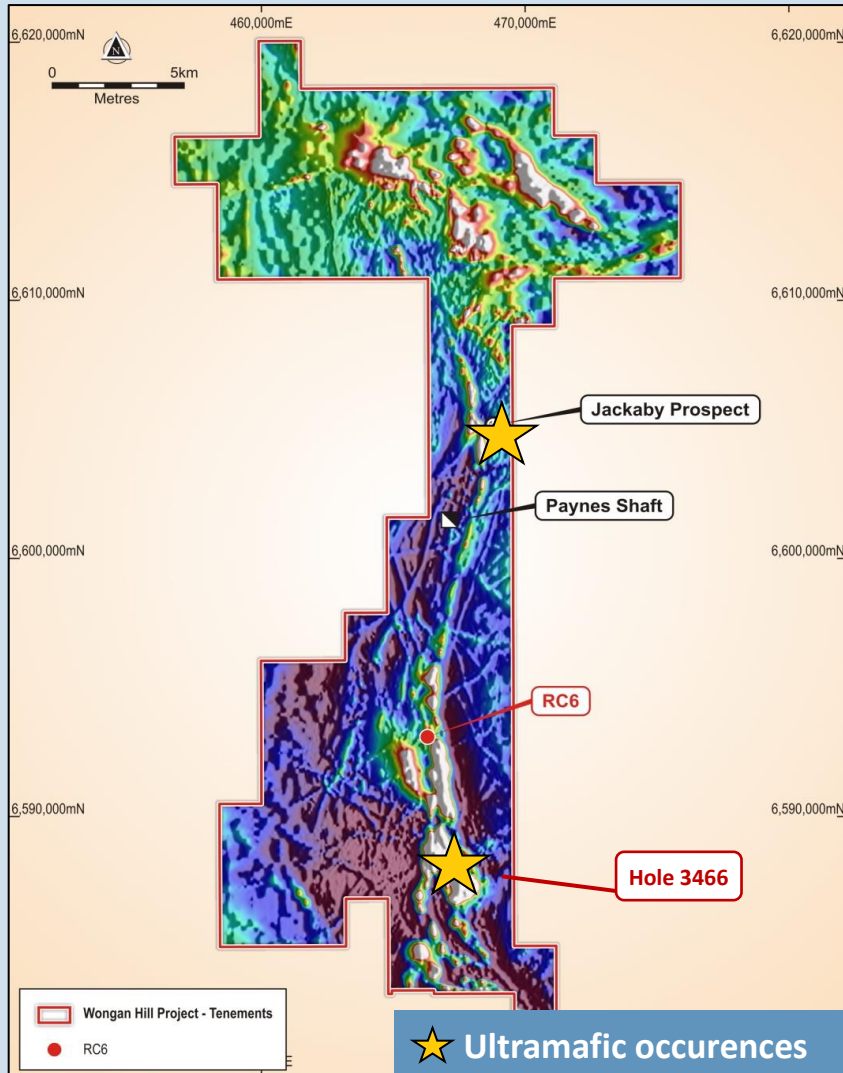 460,000mE
470,000mE
6,620,000mN
6,620,000mN
N
0 5km
Metres
6,610,000mN
6,610,000mN
Jackaby Prospect
Paynes Shaft
6,600,000mN
6,600,000mN
RC6
6,590,000mN
6,590,000mN
Hole 3466
Wongan Hill Project - Tenements
RC6
E
Ultramafic occurences